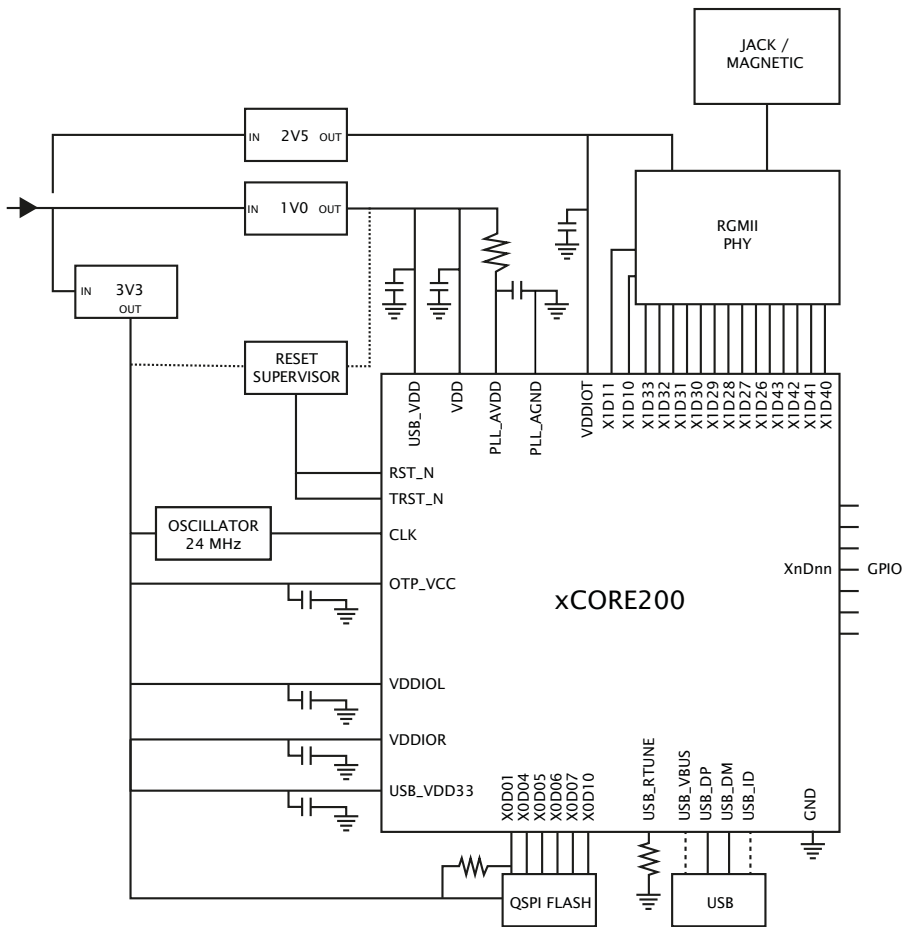 JACK /
MAGNETIC
IN 2V5 OUT
IN 1V0 OUT
RGMII
PHY
IN 3V3
OUT
RESET
SUPERVISOR
USB_VDD
VDD
PLL_AVDD
PLL_AGND
VDDIOT
X1D11
X1D10
X1D33
X1D32
X1D31
X1D30
X1D29
X1D28
X1D27
X1D26
X1D43
X1D42
X1D41
X1D40
RST_N
TRST_N
OSCILLATOR
24 MHz
CLK
XnDnn GPIO
OTP_VCC
xCORE200
VDDIOL
VDDIOR
USB_VDD33
X0D01
X0D04
X0D05
X0D06
X0D07
X0D10
USB_RTUNE
USB_VBUS
USB_DP
USB_DM
USB_ID
GND
QSPI FLASH
USB